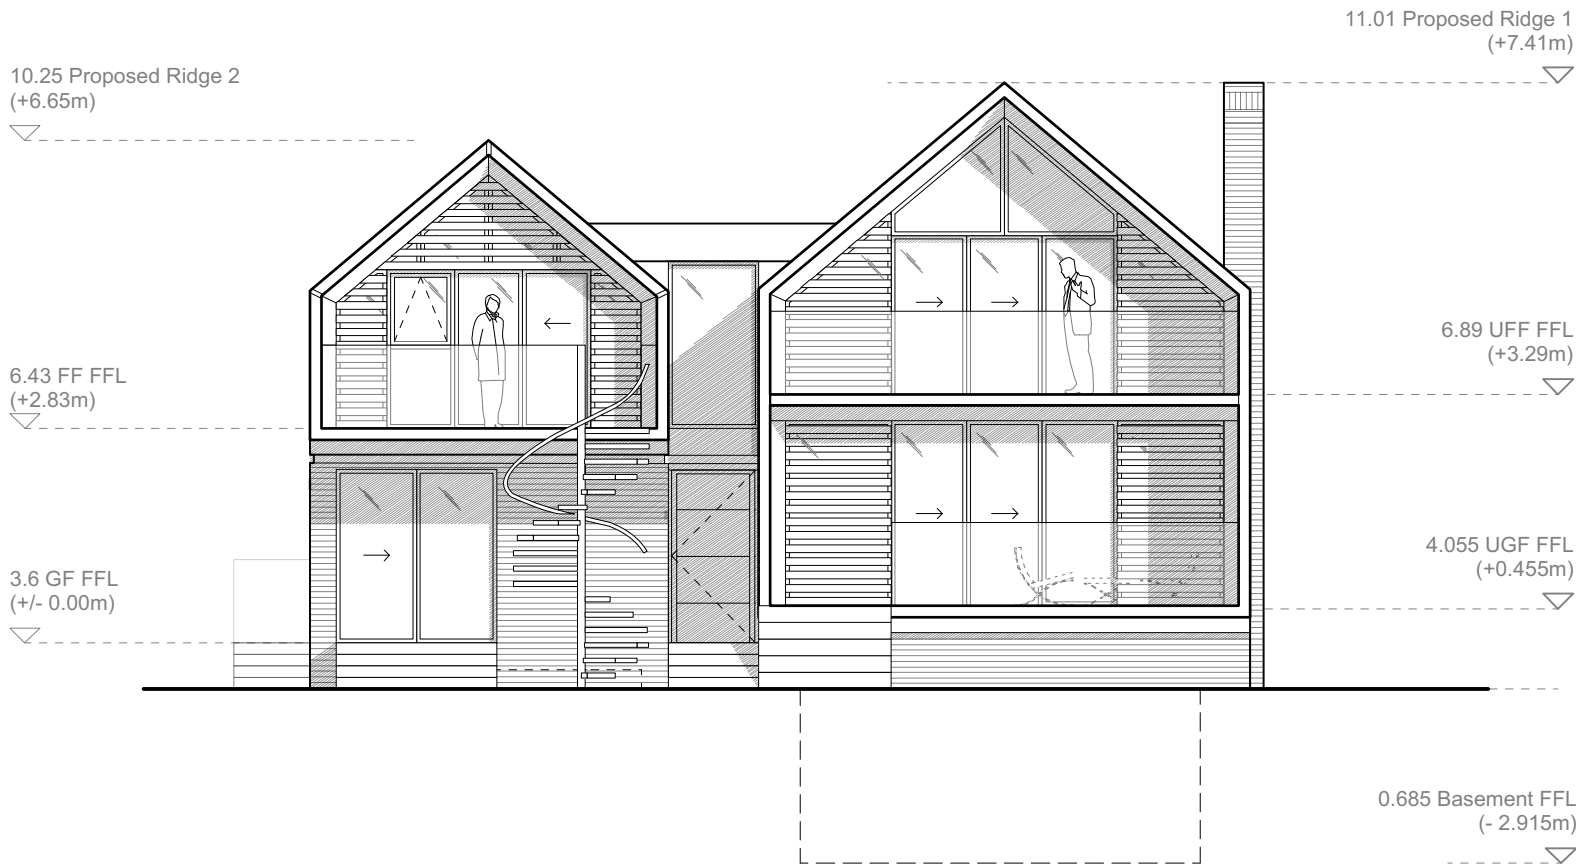 11.01 Proposed Ridge 1
(+7.41m)
10.25 Proposed Ridge 2
(+6.65m)
6.89 UFF FFL
(+3.29m)
6.43 FF FFL
(+2.83m)
4.055 UGF FFL
(+0.455m)
3.6 GF FFL
(+/- 0.00m)
0.685 Basement FFL
(- 2.915m)